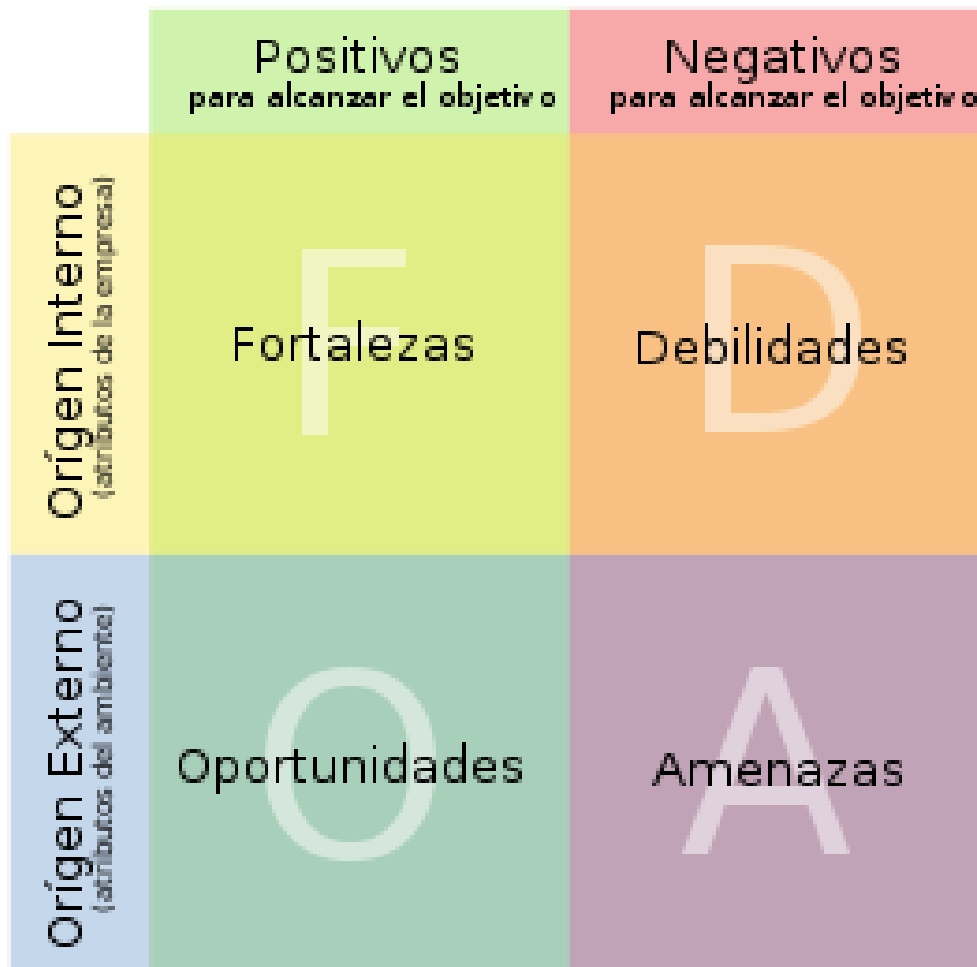 Positivos
para alcanzar el objetivo
Negativos
para alcanzar el objetivo
Orígen Interno
(atributos de la empresa)
F
Fortalezas
D
Debilidades
Orígen Externo
(atributos del ambiente)
O
Oportunidades
A
Amenazas